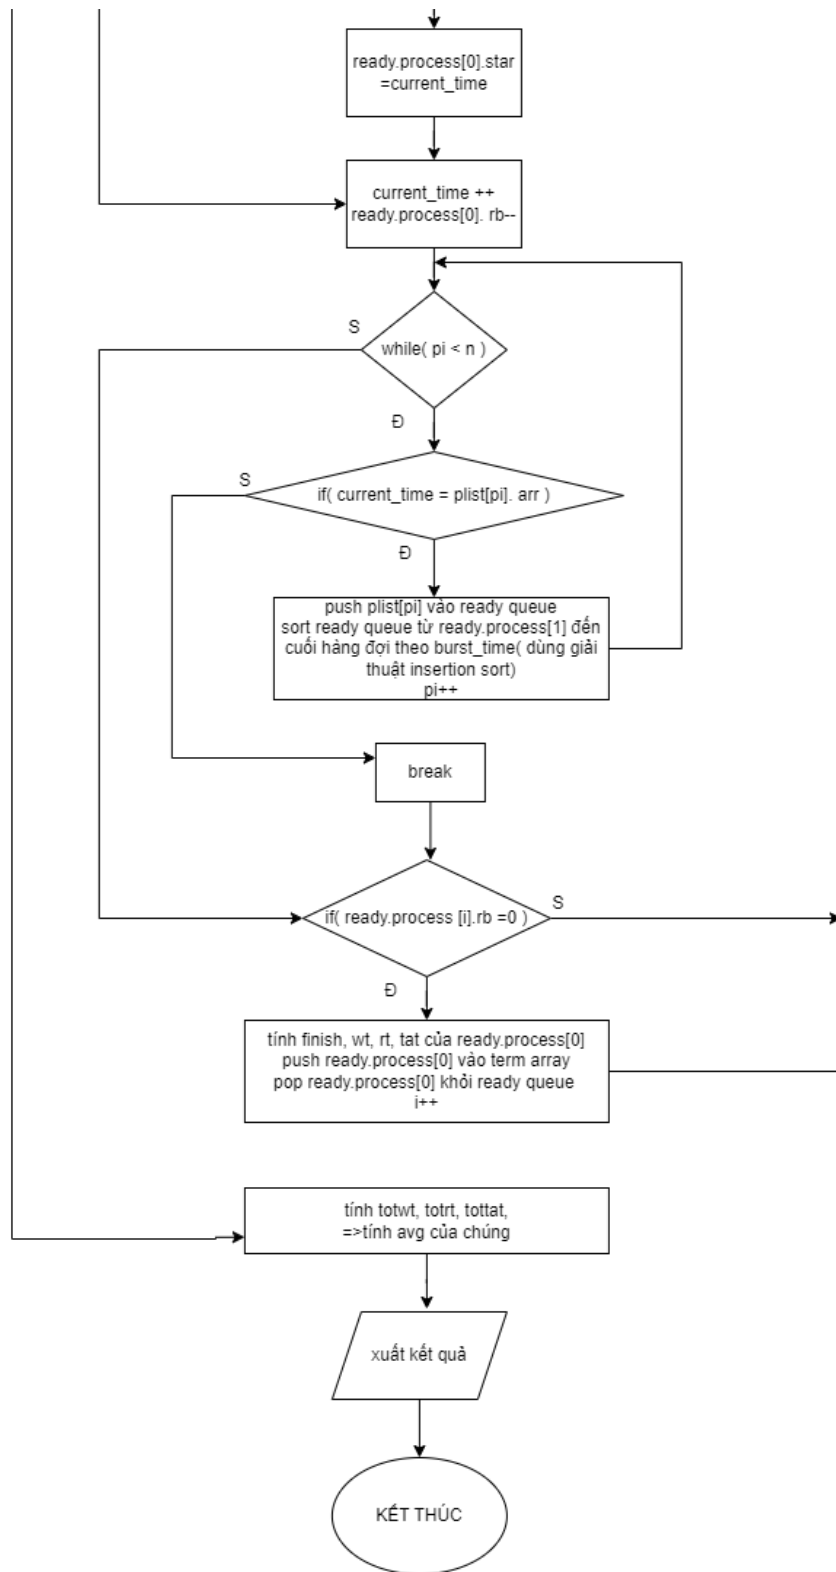 ready.process[0].star
=current_time
current_time ++
ready.process[0]. rb--
S
while( pi < n )
Đ
S
if( current_time = plist[pi]. arr )
Đ
push plist[pi] vào ready queue
sort ready queue từ ready.process[1] đến
cuối hàng đợi theo burst_time( dùng giải
thuật insertion sort)
pi++
break
if( ready.process [i].rb =0 )
S
Đ
tính finish, wt, rt, tat của ready.process[0]
push ready.process[0] vào term array
pop ready.process[0] khỏi ready queue
i++
tính totwt, totrt, tottat,
=>tính avg của chúng
xuất kết quả
KẾT THÚC